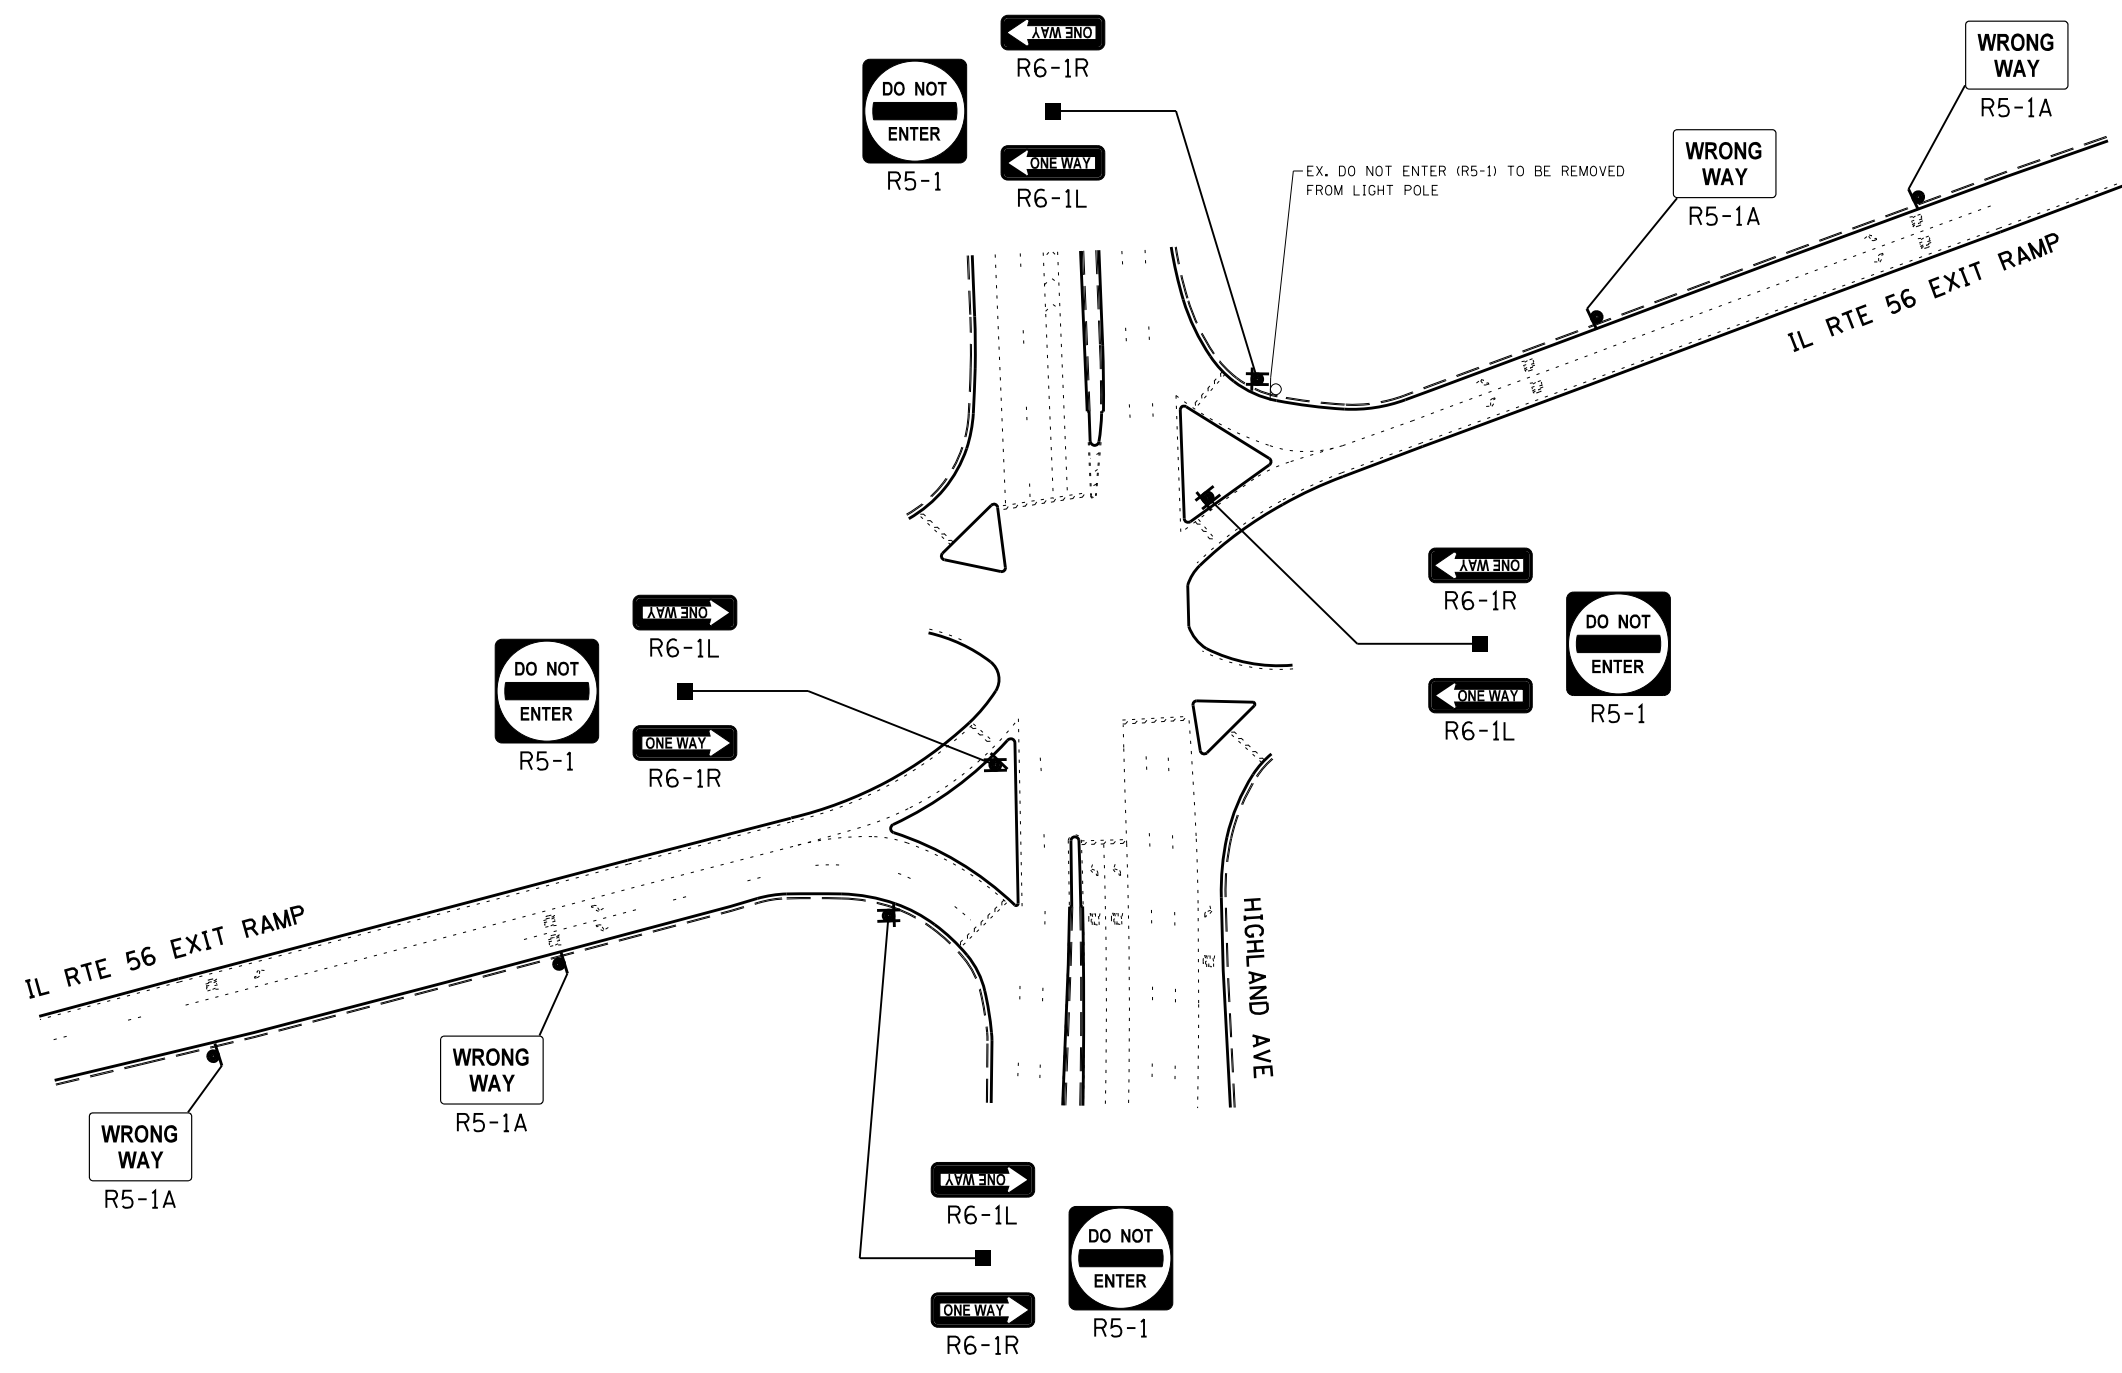 ONE WAY
R6-1R
DO NOT
ENTER
R5-1
ONE WAY
R6-1L
WRONG
WAY
R5-1A
WRONG
WAY
R5-1A
EX. DO NOT ENTER (R5-1) TO BE REMOVED
FROM LIGHT POLE
IL RTE 56 EXIT RAMP
ONE WAY
R6-1R
DO NOT
ENTER
R5-1
ONE WAY
R6-1L
ONE WAY
R6-1L
DO NOT
ENTER
R5-1
ONE WAY
R6-1R
IL RTE 56 EXIT RAMP
HIGHLAND AVE
WRONG
WAY
R5-1A
WRONG
WAY
R5-1A
ONE WAY
R6-1L
DO NOT
ENTER
R5-1
ONE WAY
R6-1R